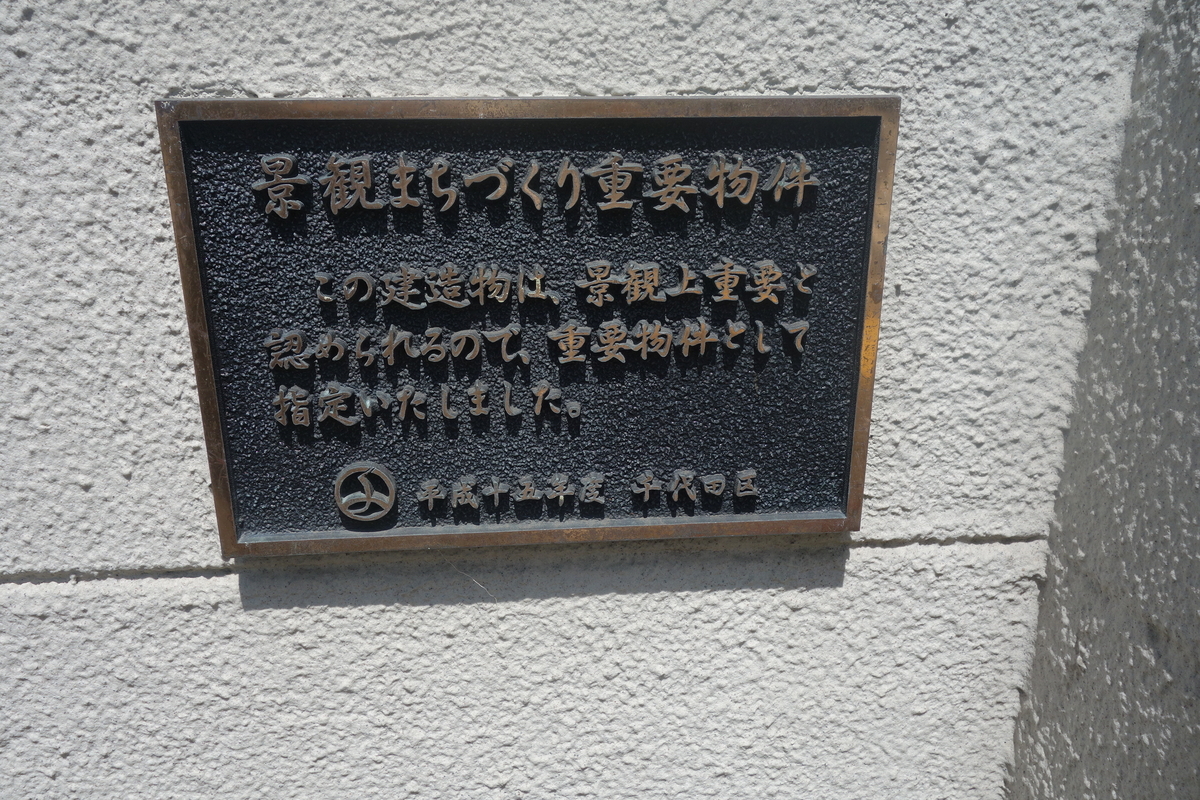 景観まちづくり重要物件
この建造物は、景観上重要と
認められるので、重要物件として
指定いたしました。
平成十五年度 千代田区